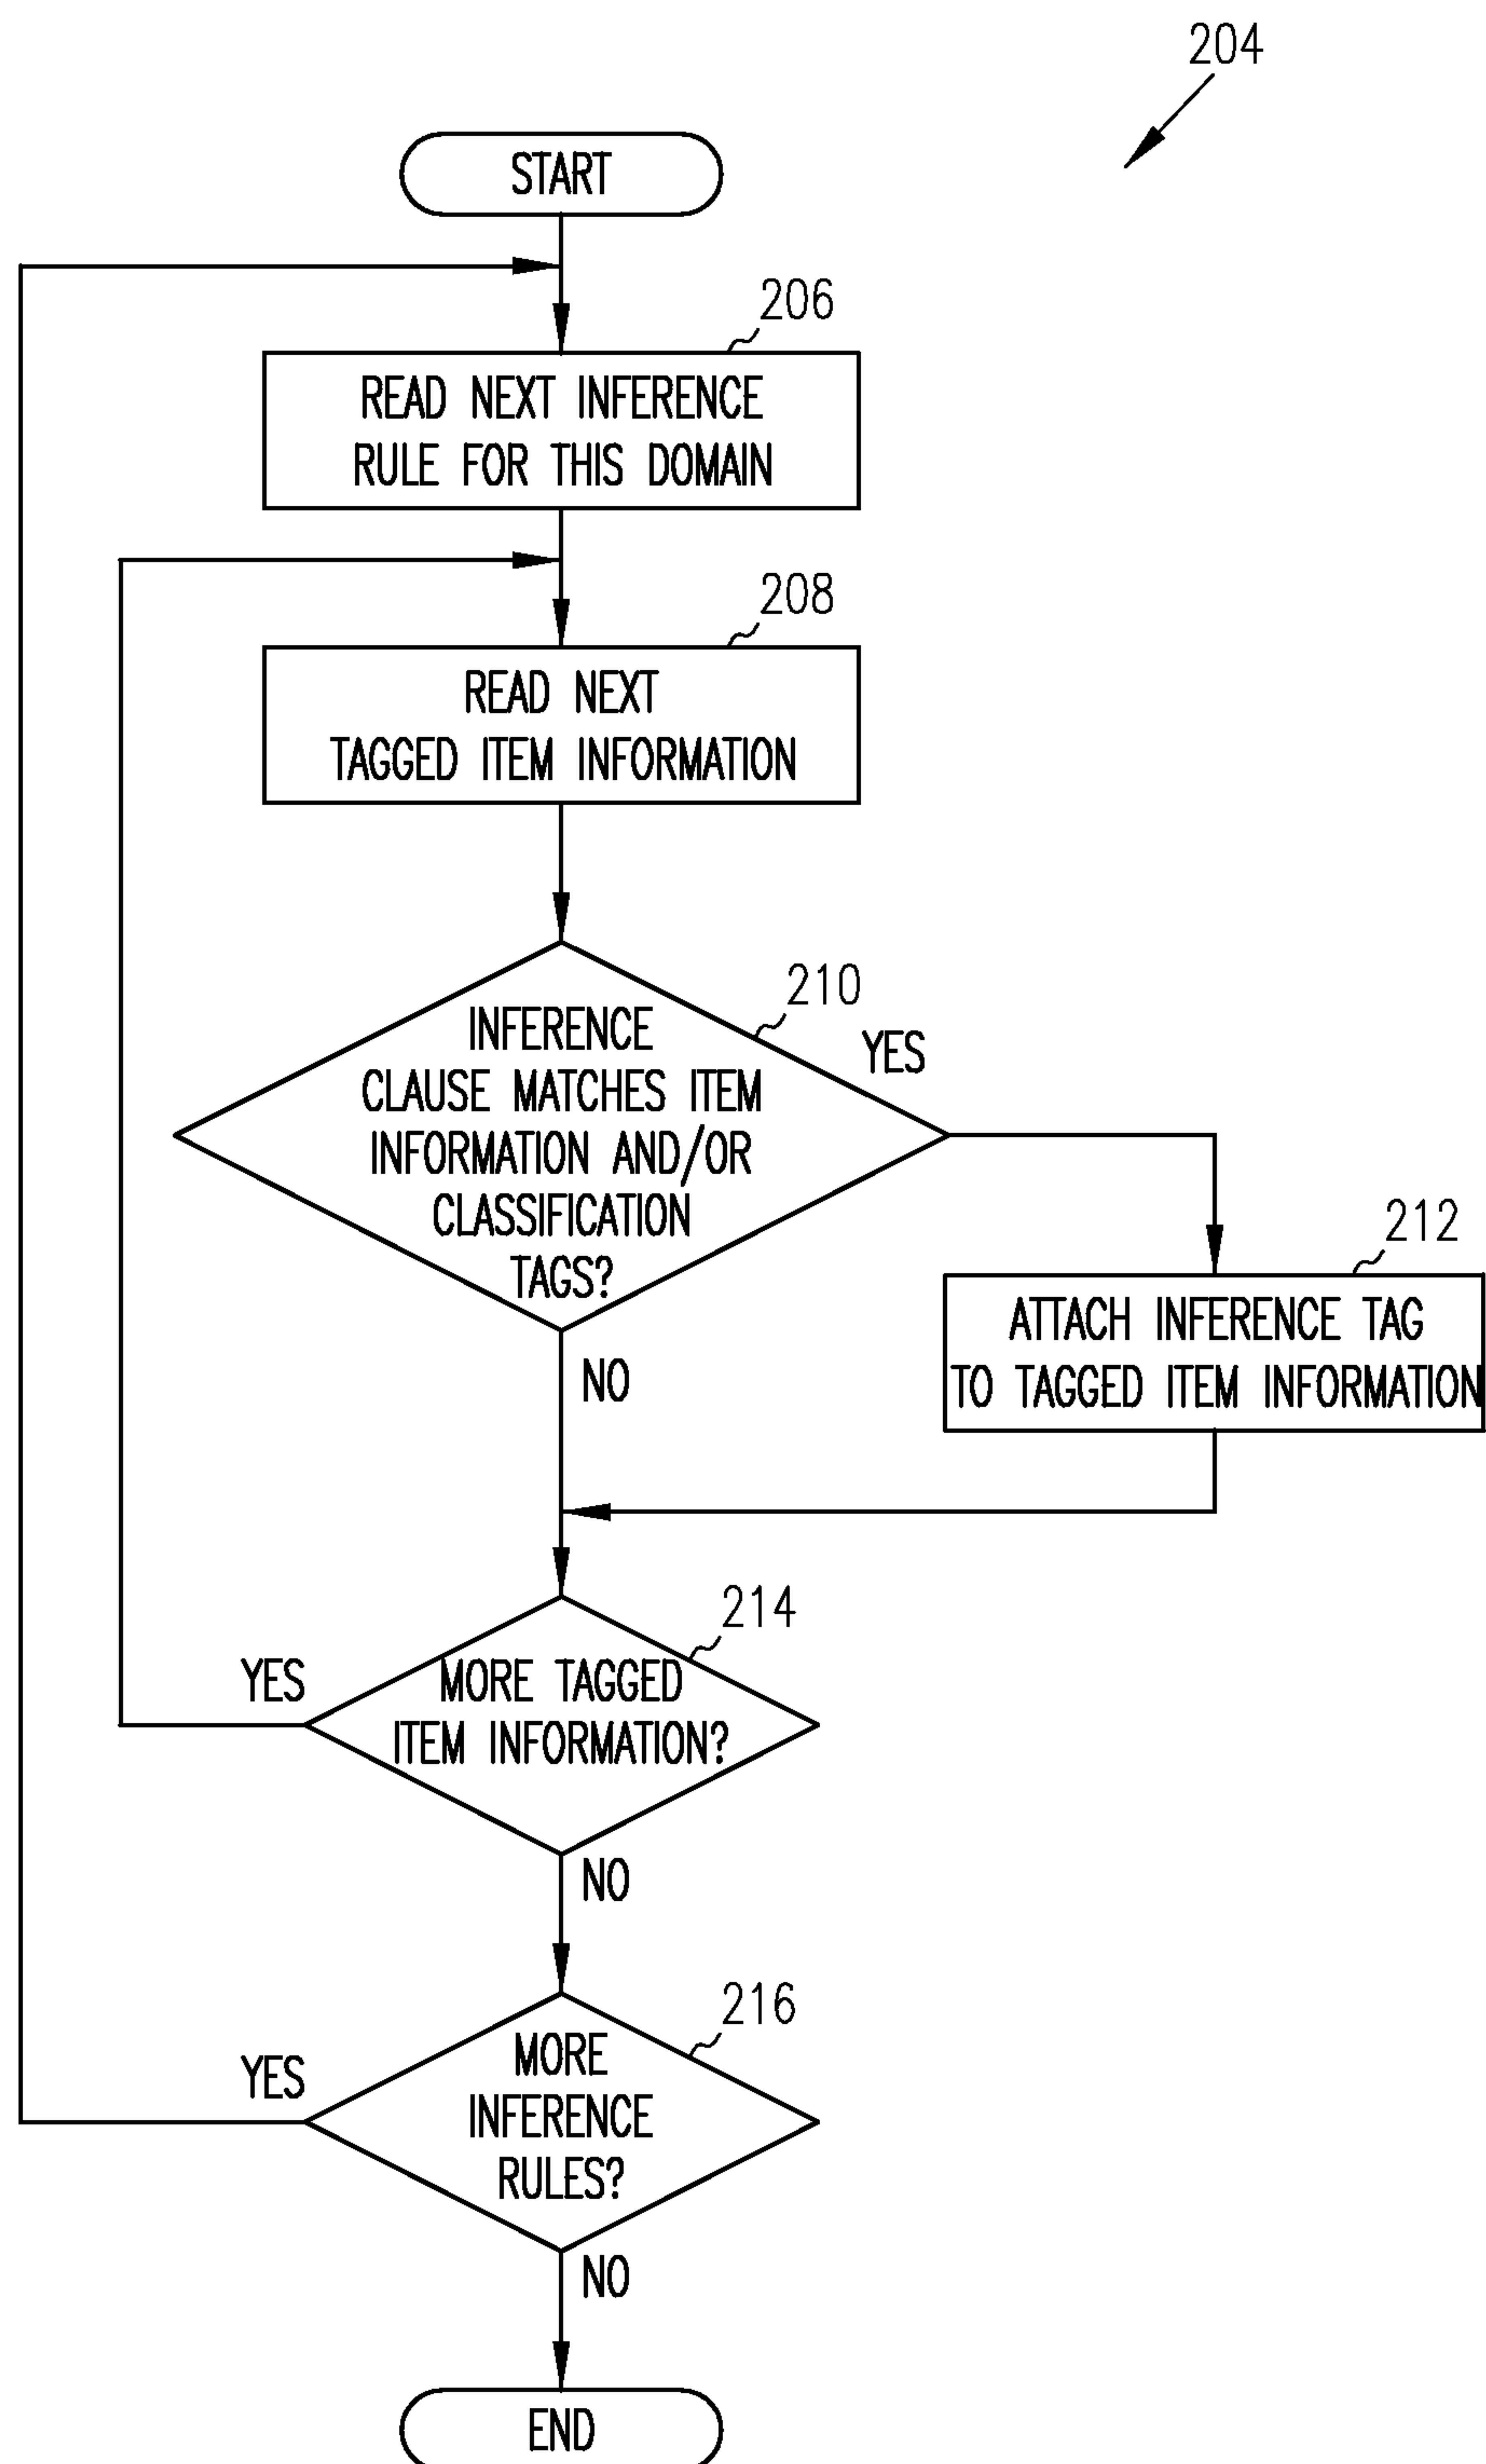 204
START
206
READ NEXT INFERENCE
RULE FOR THIS DOMAIN
208
READ NEXT
TAGGED ITEM INFORMATION
210
INFERENCE
CLAUSE MATCHES ITEM
INFORMATION AND/OR
CLASSIFICATION
TAGS?
YES
NO
212
ATTACH INFERENCE TAG
TO TAGGED ITEM INFORMATION
214
MORE TAGGED
ITEM INFORMATION?
YES
NO
216
MORE
INFERENCE
RULES?
YES
NO
END